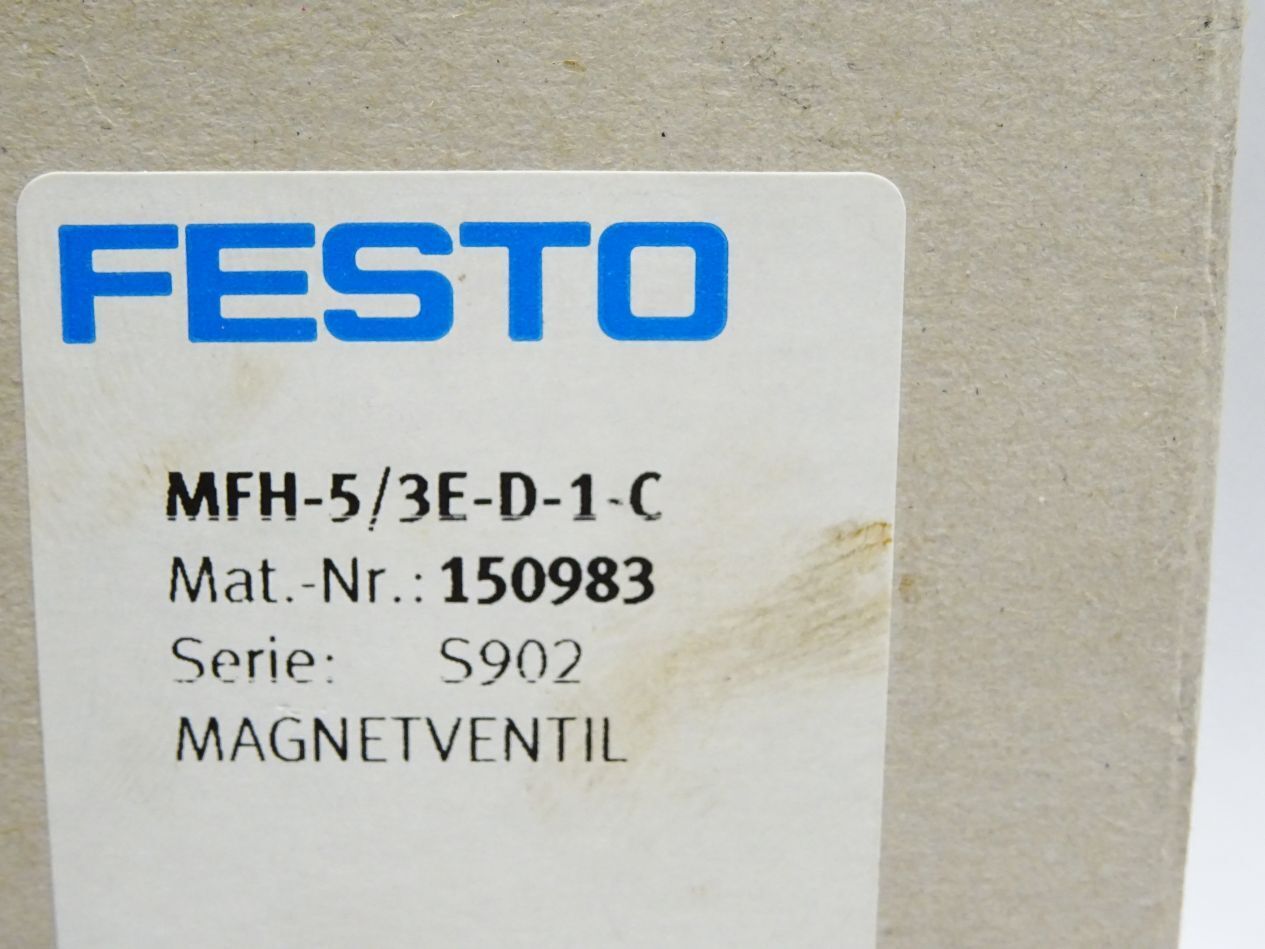 FESTO
MFH-5/3E-D-1-C
Mat.-Nr.: 150983
Serie: S902
MAGNETVENTIL